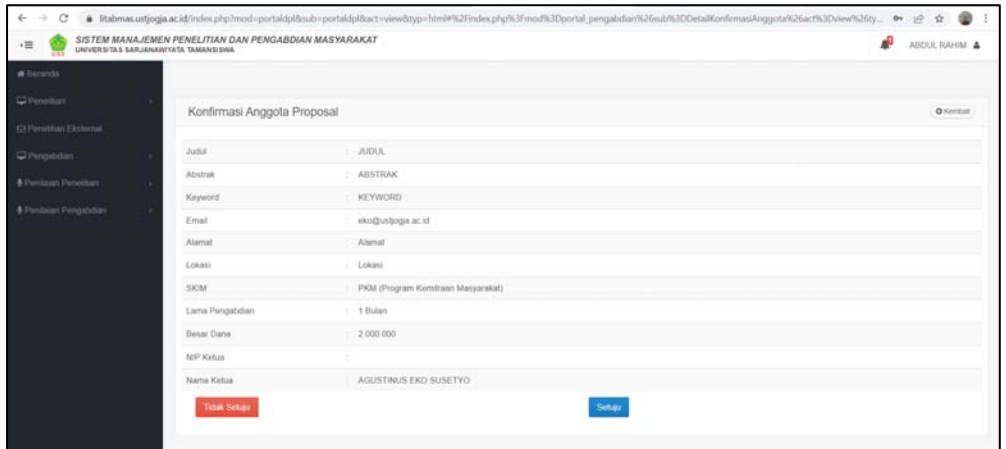 litabmas.ustjogja.ac.id/index.php?mod=portaldpl&sub=portaldpl&act=view&typ=html#%2Findex.php%3Fmod%3Dportal_pengabdian%26sub%3DDetailKonfirmasiAnggota%26act%3Dview%26ty...
SISTEM MANAJEMEN PENELITIAN DAN PENGABDIAN MASYARAKAT
UNIVERSITAS SARJANAWIYATA TAMANSISWA
ABDUL RAHIM
Beranda
Penelitian
Penelitian Eksternal
Pengabdian
Penilaian Penelitian
Penilaian Pengabdian
Konfirmasi Anggota Proposal
Kembali
Judul : JUDUL
Abstrak : ABSTRAK
Keyword : KEYWORD
Email : eko@ustjogja.ac.id
Alamat : Alamat
Lokasi : Lokasi
SKIM : PKM (Program Kemitraan Masyarakat)
Lama Pengabdian : 1 Bulan
Besar Dana : 2.000.000
NIP Ketua :
Nama Ketua : AGUSTINUS EKO SUSETYO
Tidak Setuju
Setuju